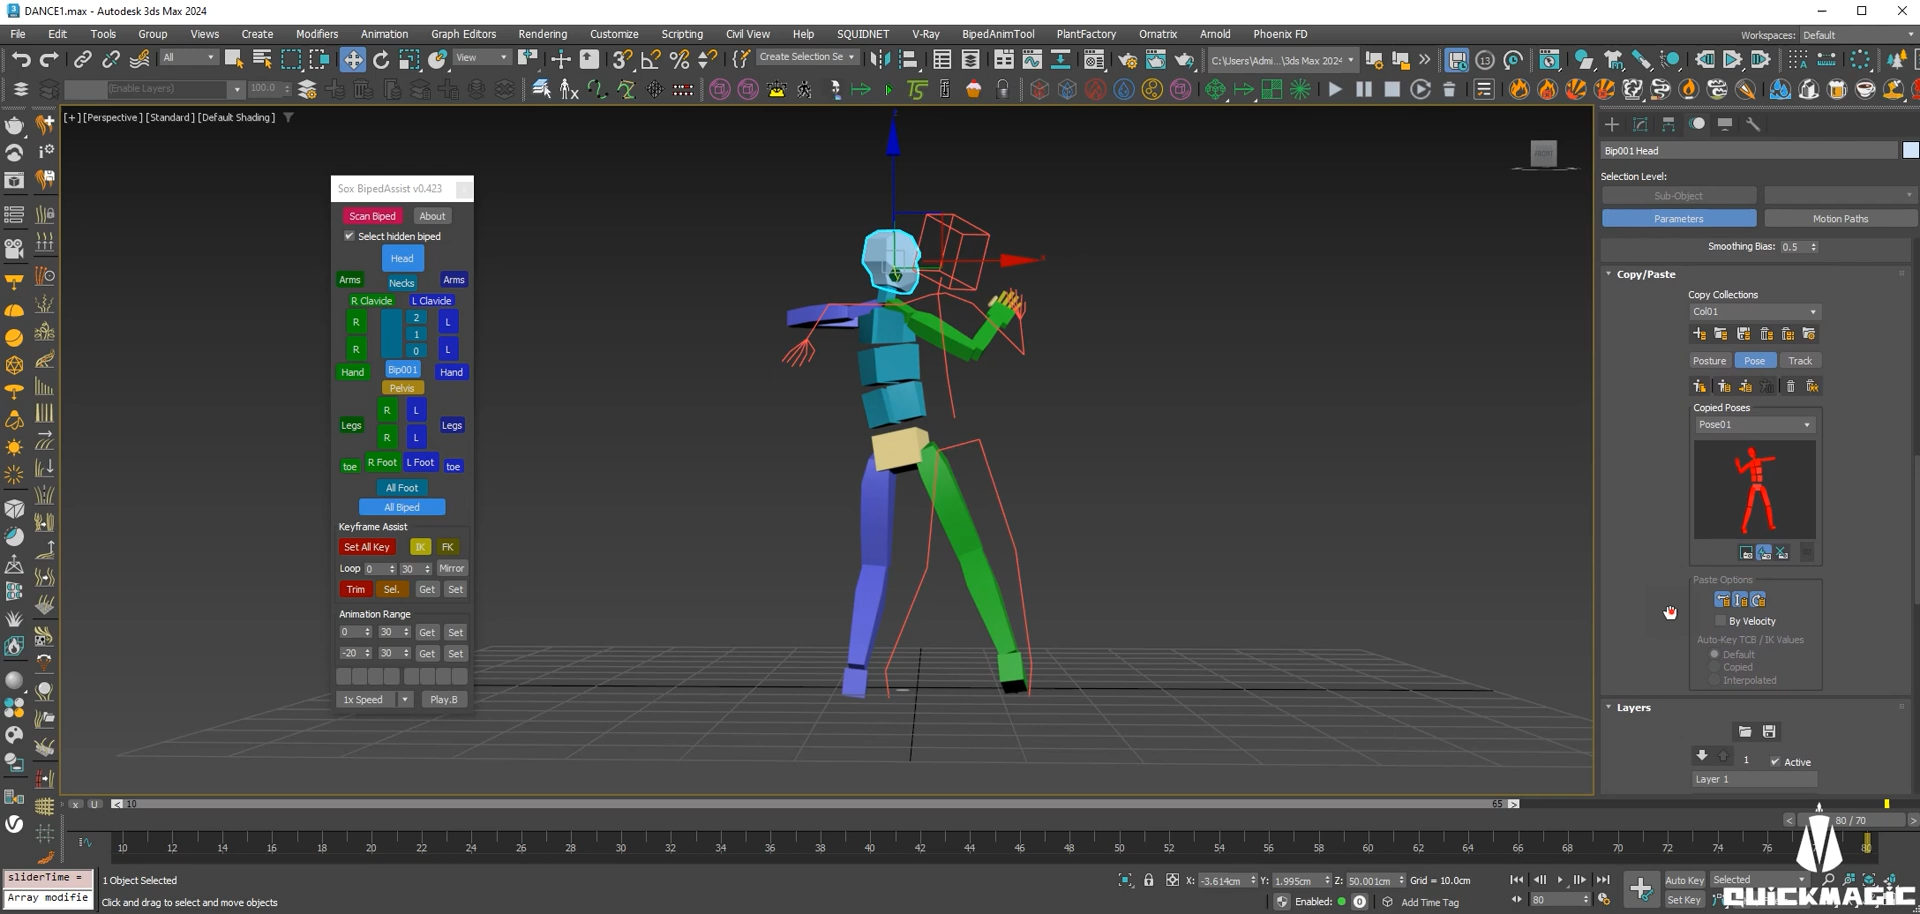 DANCE1.max - Autodesk 3ds Max 2024
File Edit Tools Group Views Create Modifiers Animation Graph Editors Rendering Customize Scripting Civil View Help SQUIDNET V-Ray BipedAnimTool PlantFactory Ornatrix Arnold Phoenix FD
Workspaces: Default
All View Create Selection Se C:\Users\Admi...\3ds Max 2024
(Enable Layers) 100.0
[+] [Perspective] [Standard] [Default Shading]
FRONT
Sox BipedAssist v0.423
Scan Biped About
Select hidden biped
Head
Arms Necks Arms
R Clavicle L Clavicle
R 2 L
1
R 0 L
Hand Bip001 Hand
Pelvis
R L
Legs Legs
R L
toe R Foot L Foot toe
All Foot
All Biped
Keyframe Assist
Set All Key IK FK
Loop 0 30 Mirror
Trim Sel. Get Set
Animation Range
0 30 Get Set
-20 30 Get Set
1x Speed Play.B
Bip001 Head
Selection Level:
Sub-Object
Parameters Motion Paths
Smoothing Bias: 0.5
Copy/Paste
Copy Collections
Col01
Posture Pose Track
Copied Poses
Pose01
Paste Options
By Velocity
Auto-Key TCB / IK Values
Default
Copied
Interpolated
Layers
1 Active
Layer 1
x U < 10 65 >
< 80 / 70 >
10 12 14 16 18 20 22 24 26 28 30 32 34 36 38 40 42 44 46 48 50 52 54 56 58 60 62 64 66 68 70 72 74 76 80
sliderTime =
Array modifie
1 Object Selected
Click and drag to select and move objects
X: -3.614cm Y: 1.995cm Z: 50.001cm Grid = 10.0cm
Enabled: 0 Add Time Tag
80
Auto Key Selected
Set Key
QUICKMAGIC